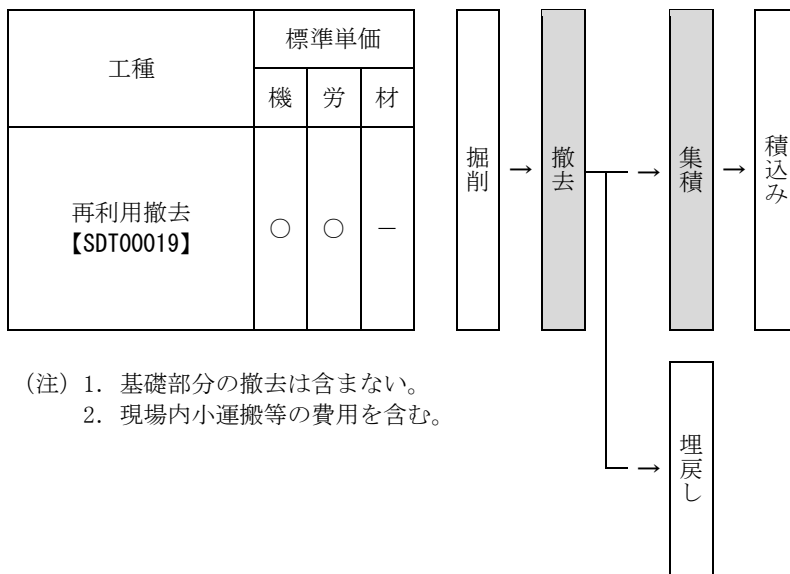 工種
標準単価
機 労 材
再利用撤去
【SDT00019】
○ ○ －
掘削 → 撤去 → 集積 → 積込み
→ 埋戻し
（注）1．基礎部分の撤去は含まない。
2．現場内小運搬等の費用を含む。